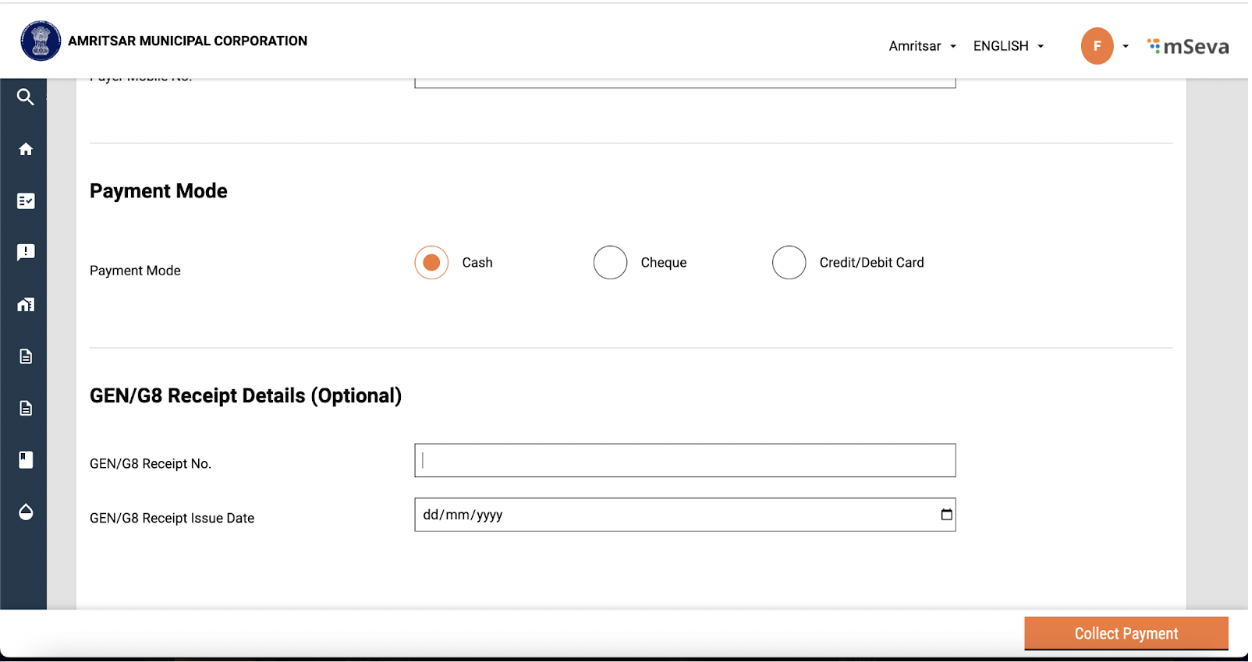 AMRITSAR MUNICIPAL CORPORATION
Amritsar
ENGLISH
F
mSeva
Payer Mobile No.
Payment Mode
Payment Mode
Cash
Cheque
Credit/Debit Card
GEN/G8 Receipt Details (Optional)
GEN/G8 Receipt No.
GEN/G8 Receipt Issue Date
dd/mm/yyyy
Collect Payment